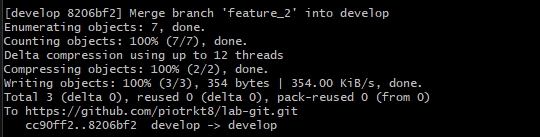 [develop 8206bf2] Merge branch 'feature_2' into develop
Enumerating objects: 7, done.
Counting objects: 100% (7/7), done.
Delta compression using up to 12 threads
Compressing objects: 100% (2/2), done.
Writing objects: 100% (3/3), 354 bytes | 354.00 KiB/s, done.
Total 3 (delta 0), reused 0 (delta 0), pack-reused 0 (from 0)
To https://github.com/piotrkt8/lab-git.git
   cc90ff2..8206bf2  develop -> develop